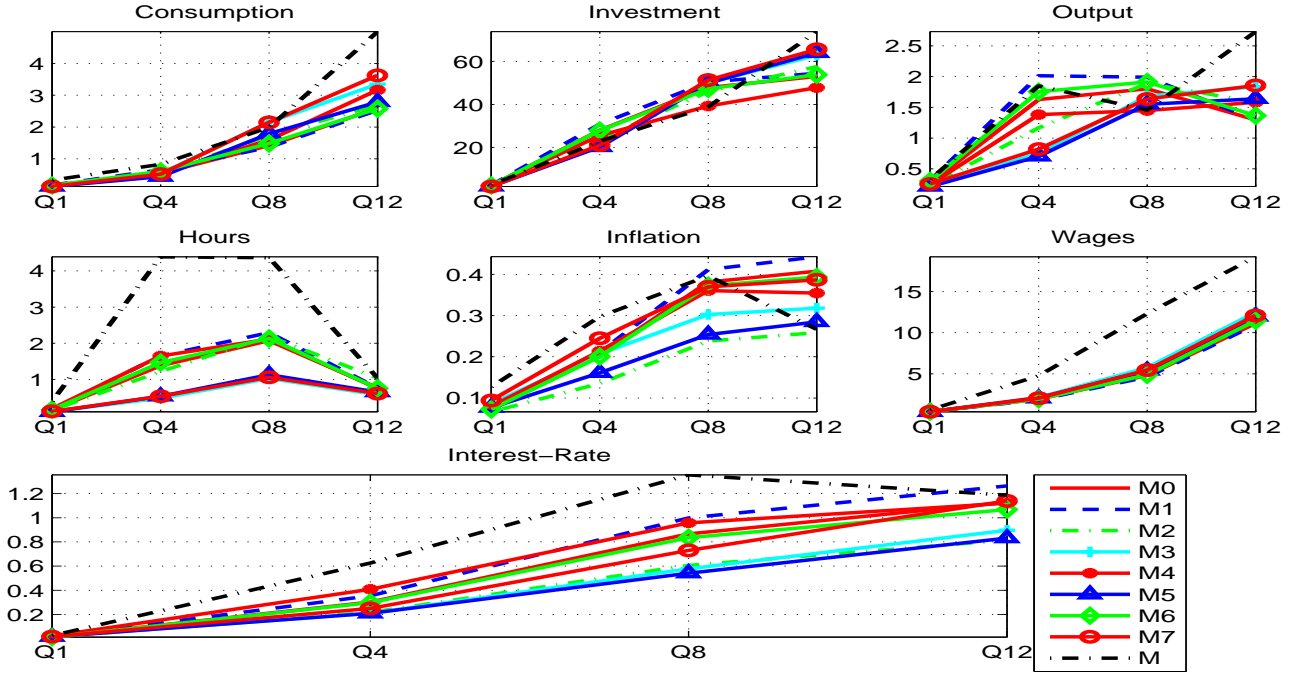 Consumption
Investment
Output
4
3
2
1
Q1 Q4 Q8 Q12
60
40
20
Q1 Q4 Q8 Q12
2.5
2
1.5
1
0.5
Q1 Q4 Q8 Q12
Hours
Inflation
Wages
4
3
2
1
Q1 Q4 Q8 Q12
0.4
0.3
0.2
0.1
Q1 Q4 Q8 Q12
15
10
5
Q1 Q4 Q8 Q12
Interest-Rate
1.2
1
0.8
0.6
0.4
0.2
Q1 Q4 Q8 Q12
M0
M1
M2
M3
M4
M5
M6
M7
M